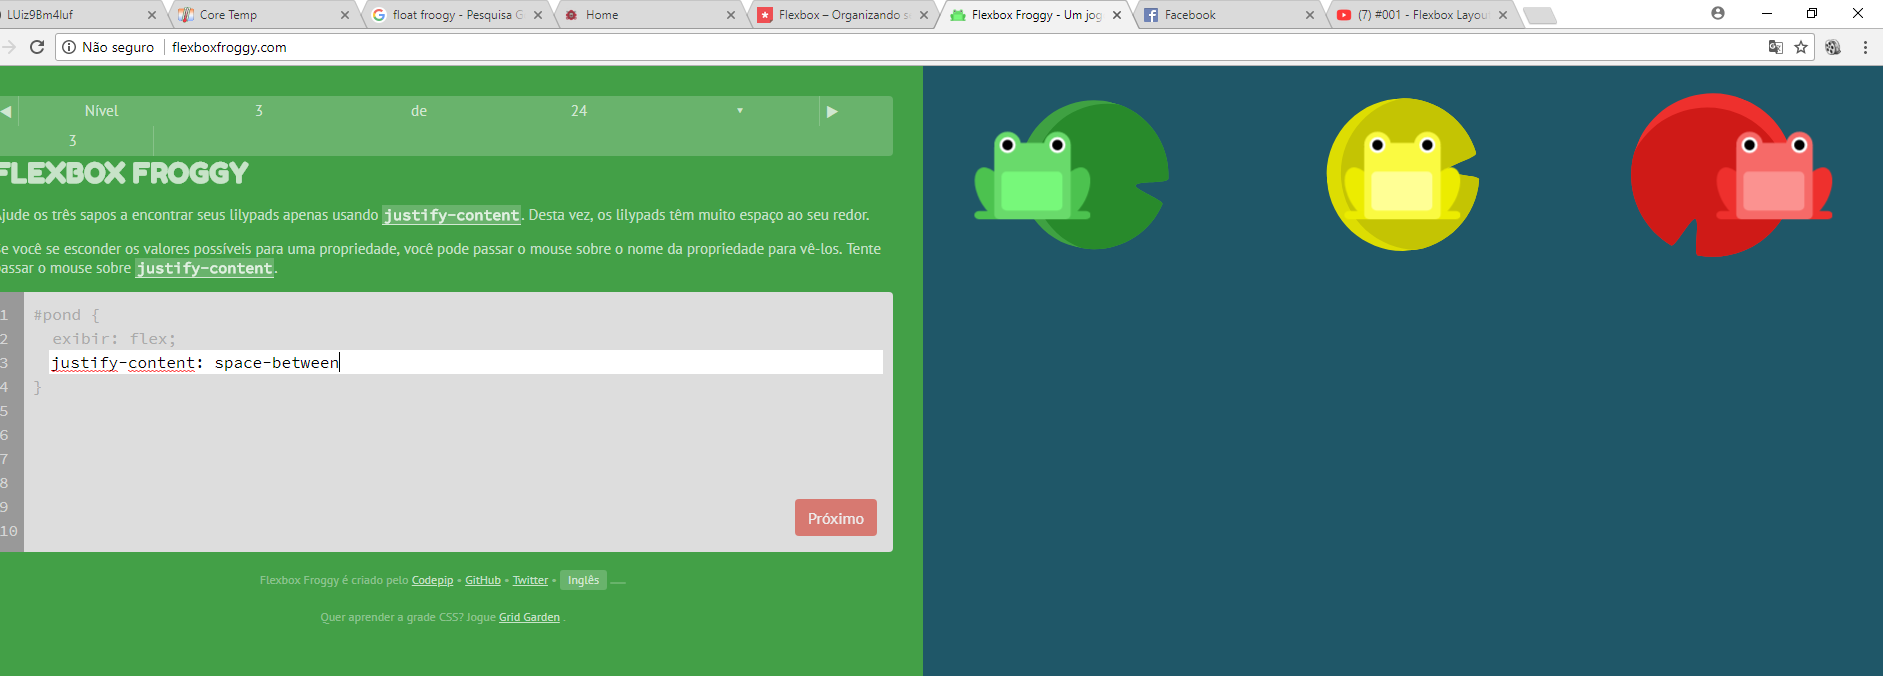 LUiz9Bm4luf
Core Temp
float froogy - Pesquisa G
Home
Flexbox – Organizando s
Flexbox Froggy - Um jog
Facebook
(7) #001 - Flexbox Layou
Não seguro
flexboxfroggy.com
Nível 3 de 24 ▾
3
FLEXBOX FROGGY
Ajude os três sapos a encontrar seus lilypads apenas usando justify-content. Desta vez, os lilypads têm muito espaço ao seu redor.
Se você se esconder os valores possíveis para uma propriedade, você pode passar o mouse sobre o nome da propriedade para vê-los. Tente
passar o mouse sobre justify-content.
1 #pond {
2 exibir: flex;
3 justify-content: space-between
4 }
5
6
7
8
9
10
Próximo
Flexbox Froggy é criado pelo Codepip • GitHub • Twitter • Inglês
Quer aprender a grade CSS? Jogue Grid Garden .